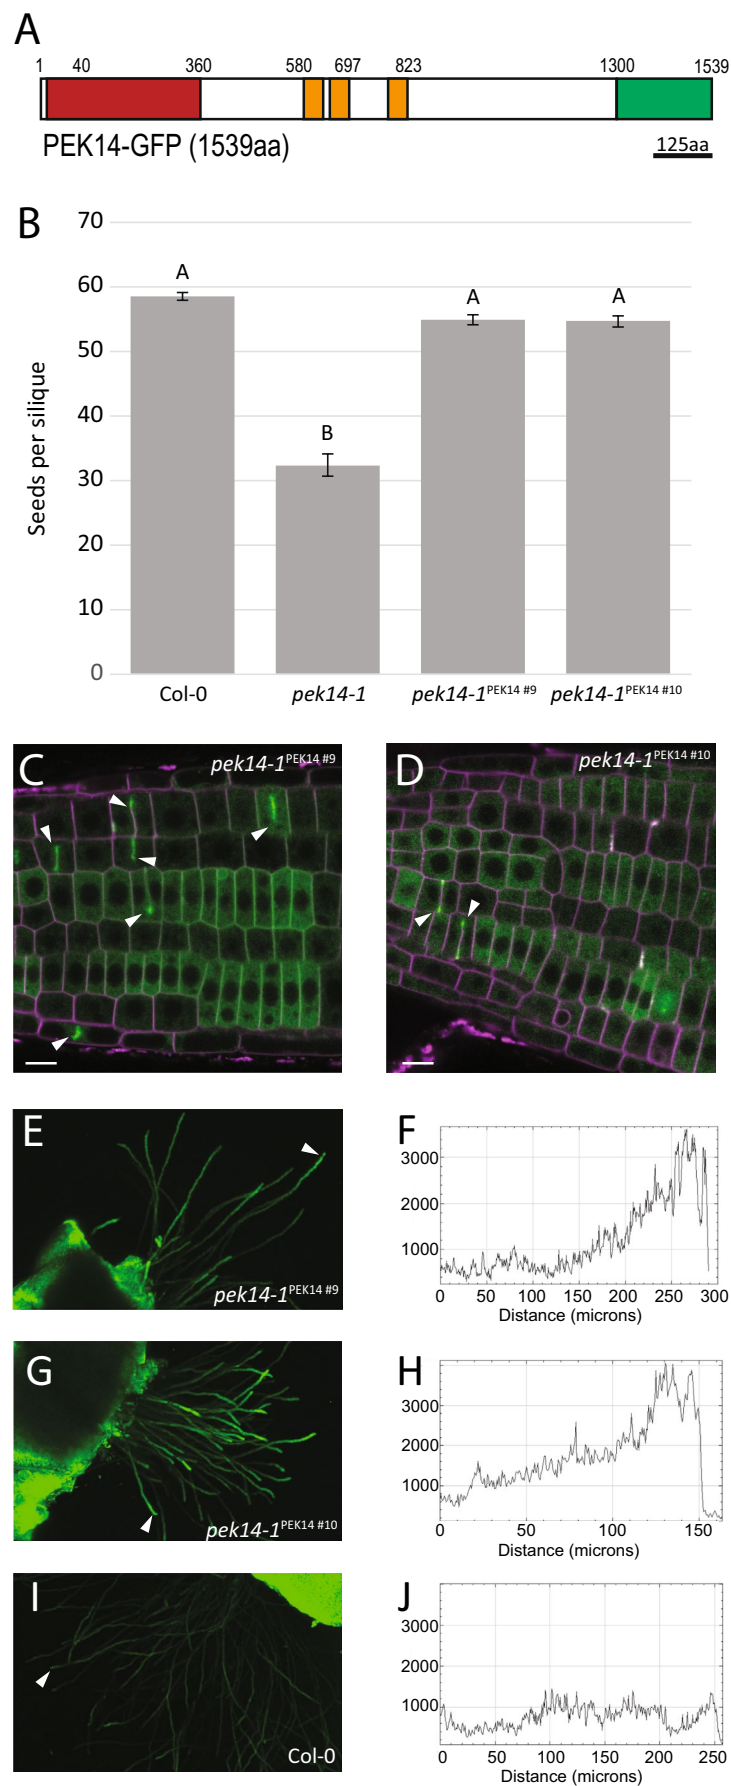 A
1 40 360 580 697 823 1300 1539
PEK14-GFP (1539aa)
125aa
B
Seeds per silique
70
60
50
40
30
20
10
0
A
B
A
A
Col-0 pek14-1 pek14-1PEK14 #9 pek14-1PEK14 #10
C
pek14-1PEK14 #9
D
pek14-1PEK14 #10
E
pek14-1PEK14 #9
F
3000
2000
1000
0 50 100 150 200 250 300
Distance (microns)
G
pek14-1PEK14 #10
H
3000
2000
1000
0 50 100 150
Distance (microns)
I
Col-0
J
3000
2000
1000
0 50 100 150 200 250
Distance (microns)